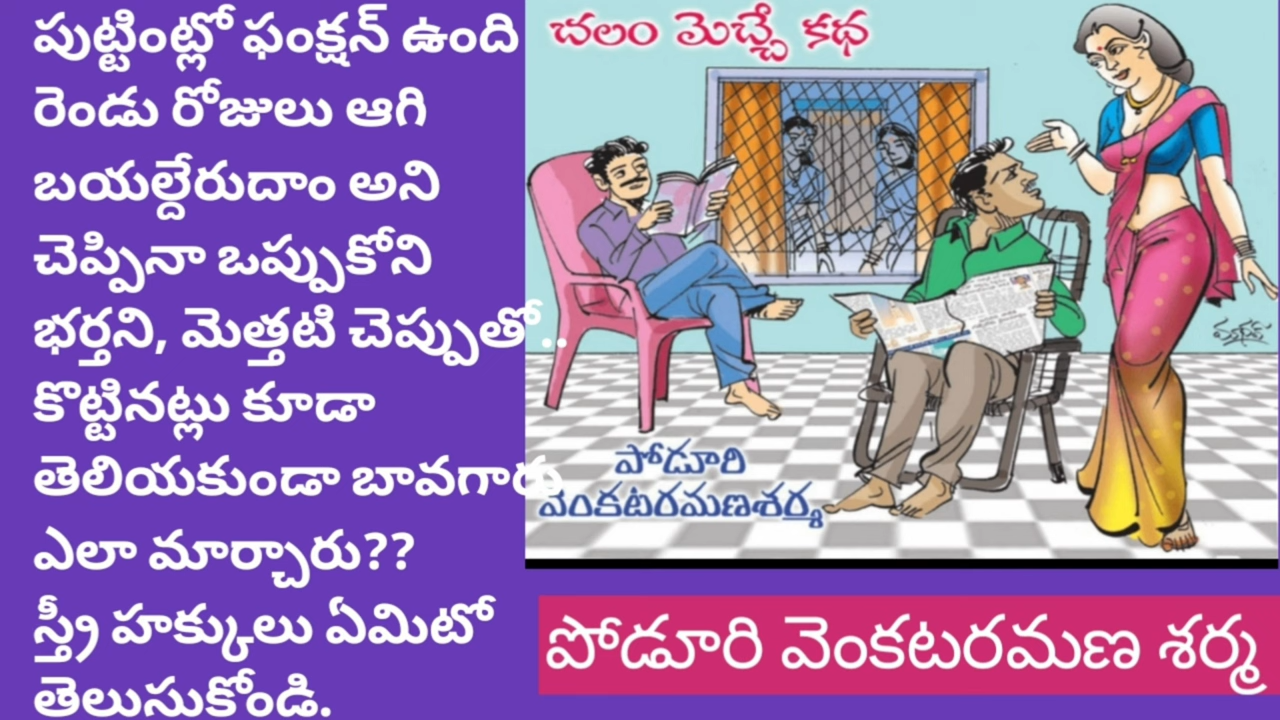 పుట్టింట్లో ఫంక్షన్ ఉంది
రెండు రోజులు ఆగి
బయల్దేరుదాం అని
చెప్పినా ఒప్పుకోని
భర్తని, మెత్తటి చెప్పుతో..
కొట్టినట్లు కూడా
తెలియకుండా బావగారు
ఎలా మార్చారు??
స్త్రీ హక్కులు ఏమిటో
తెలుసుకోండి.
చలం మెచ్చే కథ
పోడూరి
వెంకటరమణశర్మ
పోడూరి వెంకటరమణ శర్మ